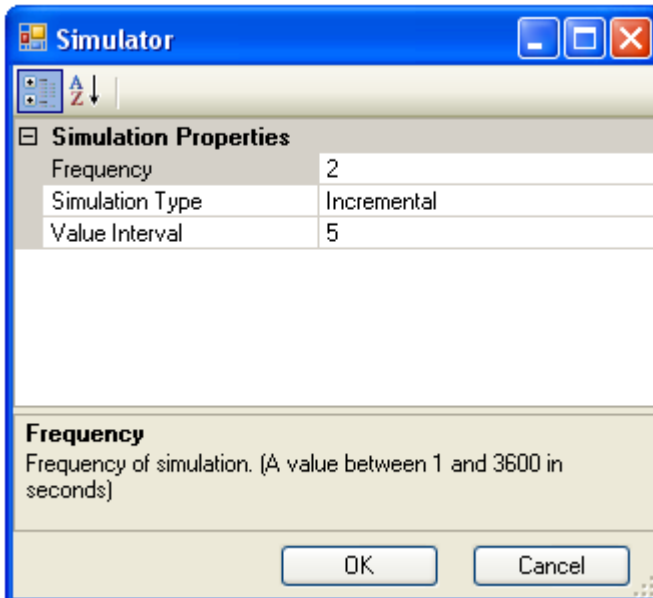 Simulator
A Z
Simulation Properties
Frequency 2
Simulation Type Incremental
Value Interval 5
Frequency
Frequency of simulation. (A value between 1 and 3600 in
seconds)
OK Cancel